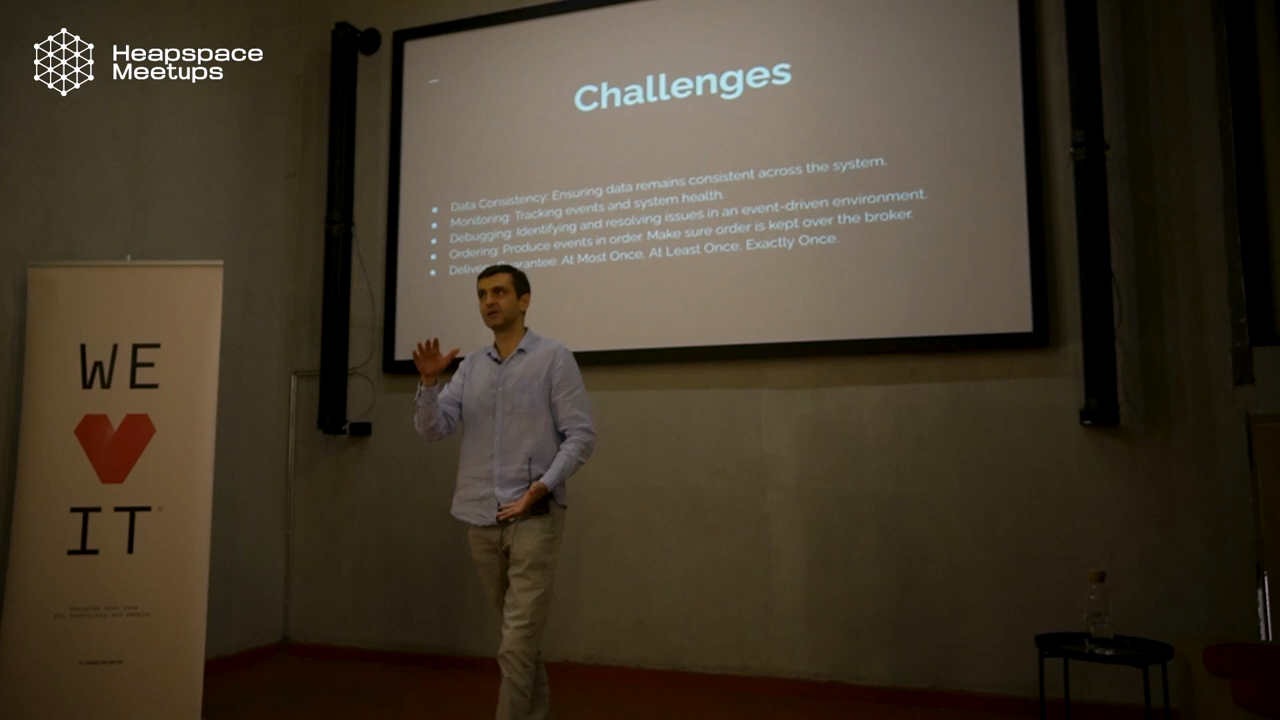 Heapspace
Meetups
Challenges
Data Consistency: Ensuring data remains consistent across the system.
Monitoring: Tracking events and system health.
Debugging: Identifying and resolving issues in an event-driven environment.
Ordering: Produce events in order. Make sure order is kept over the broker.
At Most Once, At Least Once, Exactly Once.
WE
IT